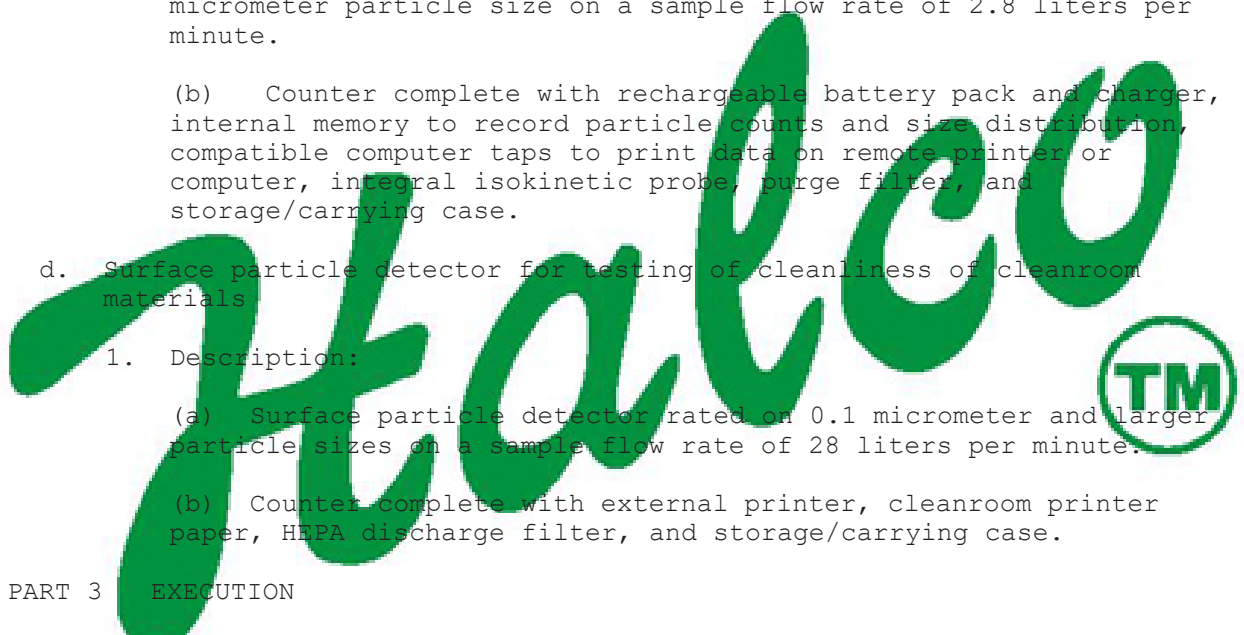 micrometer particle size on a sample flow rate of 2.8 liters per
minute.
(b) Counter complete with rechargeable battery pack and charger,
internal memory to record particle counts and size distribution,
compatible computer taps to print data on remote printer or
computer, integral isokinetic probe, purge filter, and
storage/carrying case.
d. Surface particle detector for testing of cleanliness of cleanroom
materials
1. Description:
(a) Surface particle detector rated on 0.1 micrometer and larger
particle sizes on a sample flow rate of 28 liters per minute.
(b) Counter complete with external printer, cleanroom printer
paper, HEPA discharge filter, and storage/carrying case.
PART 3 EXECUTION
Halco
TM